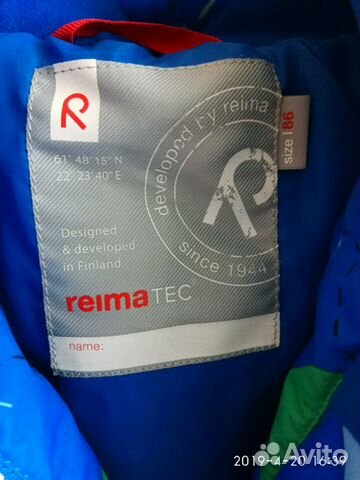 R
61° 48' 15" N
22° 23' 40" E
Designed
& developed
in Finland.
reimaTEC
name:
developed by reima
R
since 1944
size | 86
2019-4-20 16:39
Avito